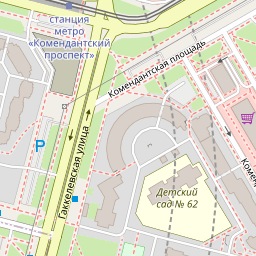 станция
метро
«Комендантский
проспект»
Комендантская площадь
Гаккелевская улица
P
Детский
сад № 62